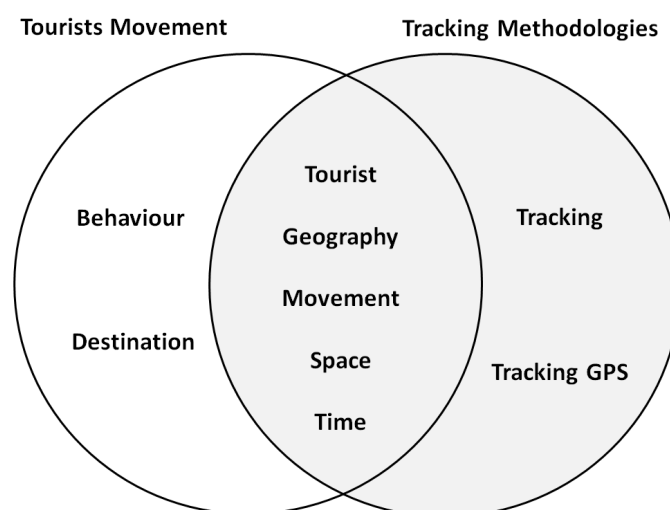 Tourists Movement
Tracking Methodologies
Tourist
Behaviour
Tracking
Geography
Movement
Destination
Space
Tracking GPS
Time